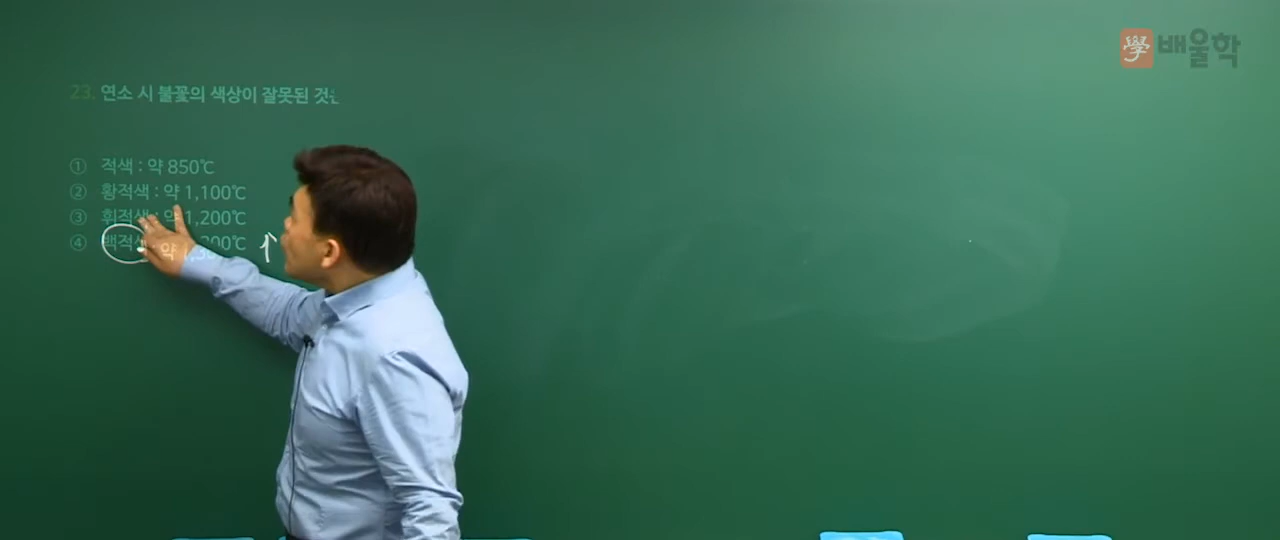 學 배울학
23. 연소 시 불꽃의 색상이 잘못된 것
① 적색 : 약 850℃
② 황적색 : 약 1,100℃
③ 휘적색 : 약 1,200℃
④ 백적색 : 약 1,300℃ ↑